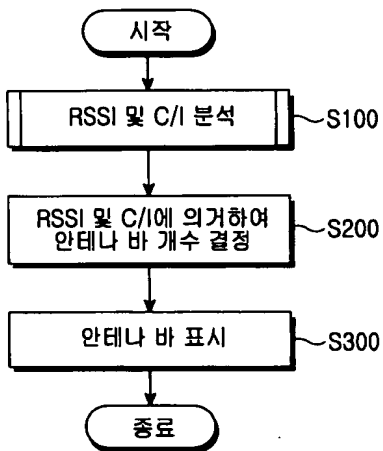 시작
RSSI 및 C/I 분석
S100
RSSI 및 C/I에 의거하여
안테나 바 개수 결정
S200
안테나 바 표시
S300
종료